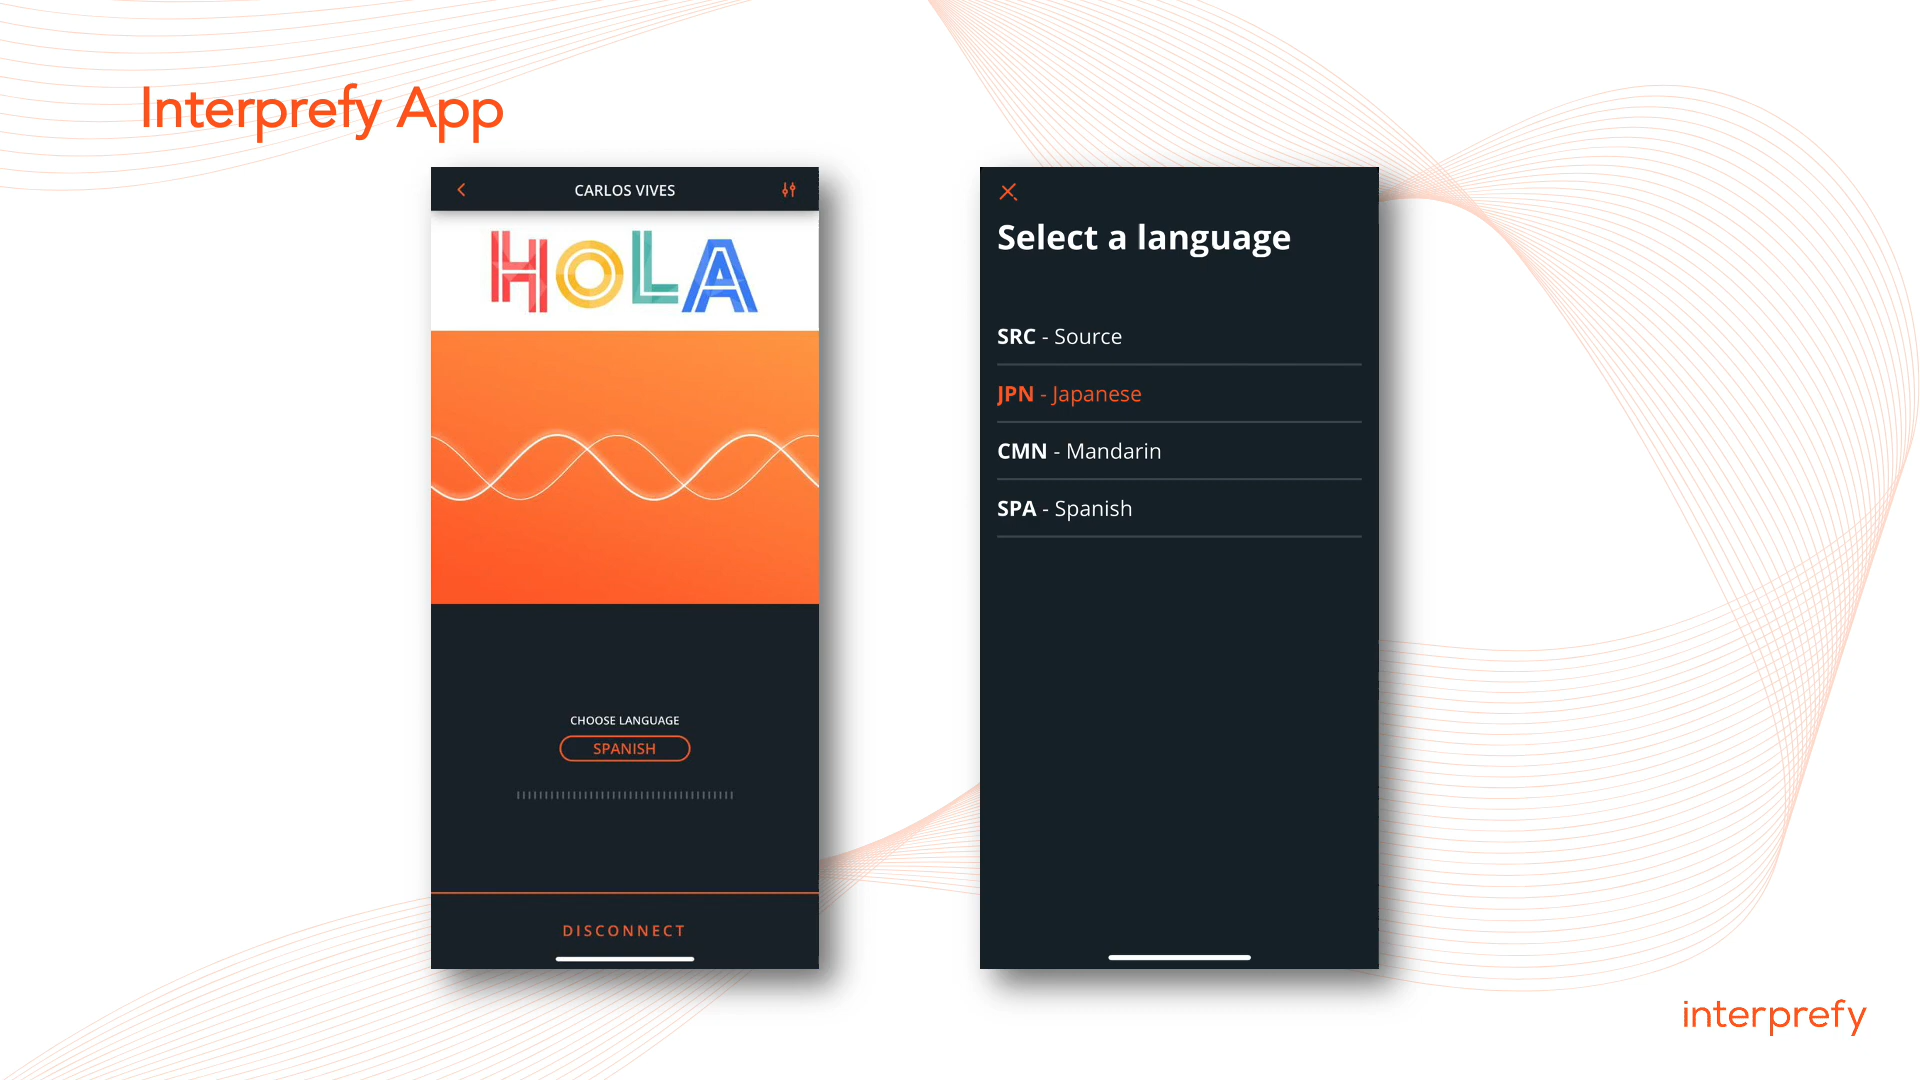 Interprefy App
CARLOS VIVES
HOLA
CHOOSE LANGUAGE
SPANISH
DISCONNECT
Select a language
SRC - Source
JPN - Japanese
CMN - Mandarin
SPA - Spanish
interprefy